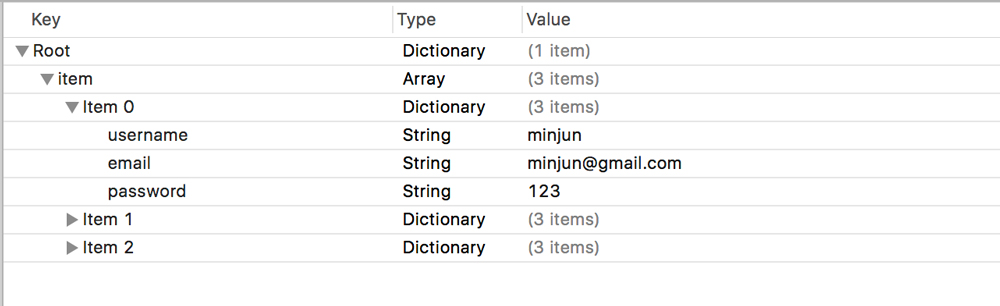 Key Type Value
Root Dictionary (1 item)
item Array (3 items)
Item 0 Dictionary (3 items)
username String minjun
email String minjun@gmail.com
password String 123
Item 1 Dictionary (3 items)
Item 2 Dictionary (3 items)